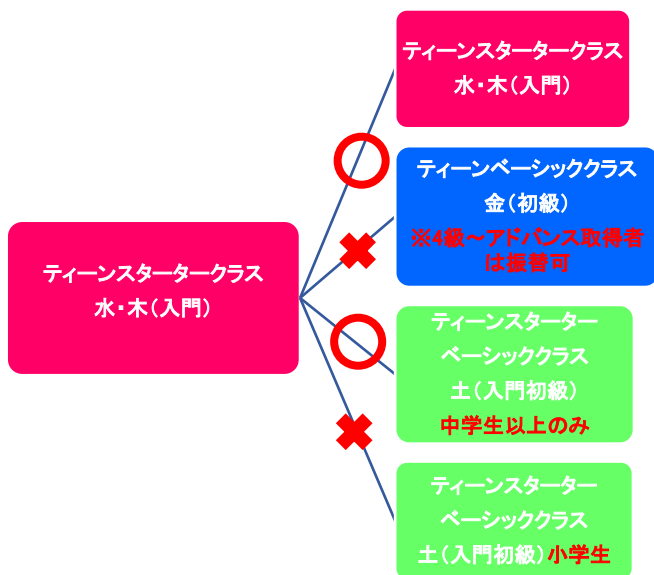 ティーンスタータークラス
水・木（入門）
ティーンスタータークラス
水・木（入門）
ティーンベーシッククラス
金（初級）
※4級～アドバンス取得者
は振替可
ティーンスターター
ベーシッククラス
土（入門初級）
中学生以上のみ
ティーンスターター
ベーシッククラス
土（入門初級）小学生